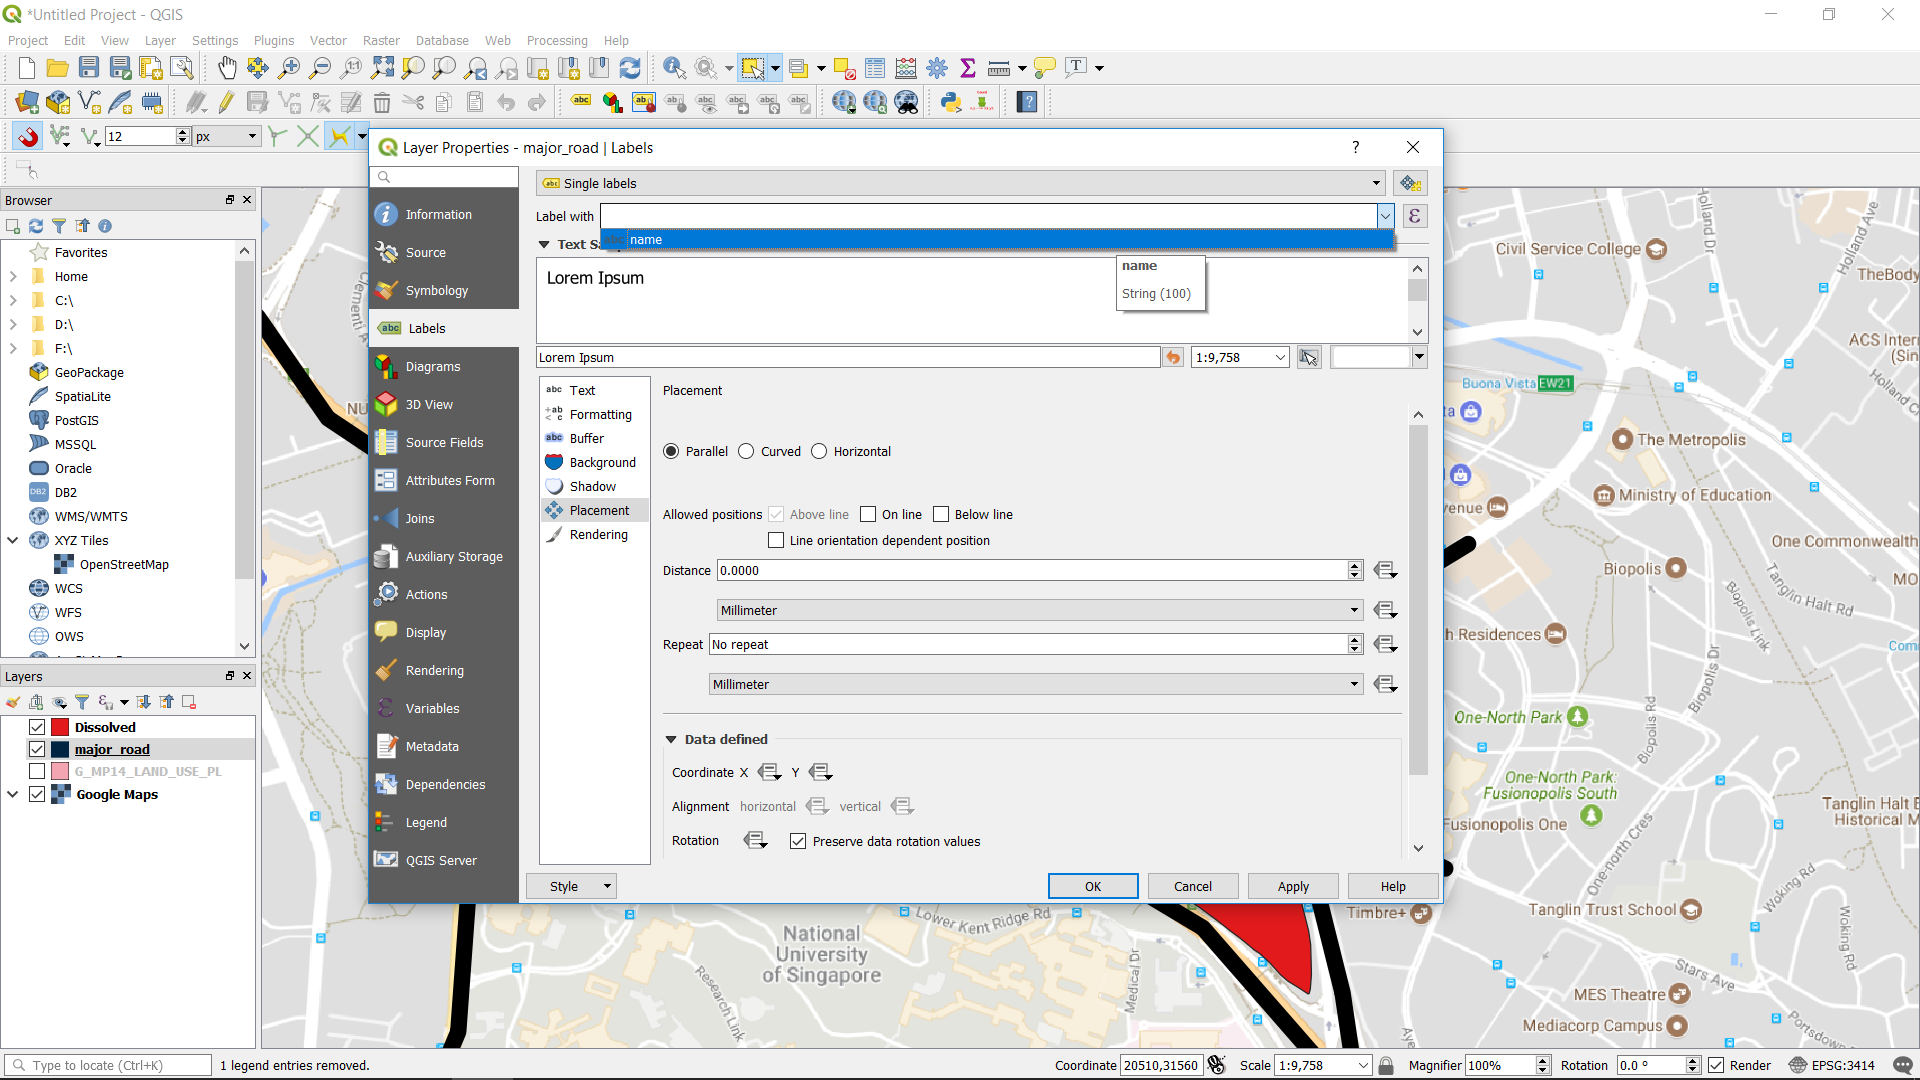 *Untitled Project - QGIS
Project Edit View Layer Settings Plugins Vector Raster Database Web Processing Help
12 px
Layer Properties - major_road | Labels
Browser
Favorites
Home
C:\
D:\
F:\
GeoPackage
SpatiaLite
PostGIS
MSSQL
Oracle
DB2
WMS/WMTS
XYZ Tiles
OpenStreetMap
WCS
WFS
OWS
Layers
Dissolved
major_road
G_MP14_LAND_USE_PL
Google Maps
Information
Source
Symbology
Labels
Diagrams
3D View
Source Fields
Attributes Form
Joins
Auxiliary Storage
Actions
Display
Rendering
Variables
Metadata
Dependencies
Legend
QGIS Server
Single labels
Label with
name
Text Sa
name
String (100)
Lorem Ipsum
Lorem Ipsum
1:9,758
Text
Formatting
Buffer
Background
Shadow
Placement
Rendering
Placement
Parallel Curved Horizontal
Allowed positions Above line On line Below line
Line orientation dependent position
Distance 0.0000
Millimeter
Repeat No repeat
Millimeter
Data defined
Coordinate X Y
Alignment horizontal vertical
Rotation Preserve data rotation values
Style OK Cancel Apply Help
Civil Service College
Holland Dr
Holland Ave
TheBody
ACS Intern
(Sin
Holland Cl
Buona Vista EW21
The Metropolis
Ministry of Education
One Commonwealth
Biopolis
MO
Tanglin Halt Rd
Biopolis Link
h Residences
Biopolis Dr
Com
One-North Park
Biopolis Rd
One-North Park:
Fusionopolis South
Fusionopolis One
Tanglin Halt
Historical M
One-north Cres
Woking Rd
Tanglin Trust School
Timbre+
Woking Rd
Stars Ave
MES Theatre
Mediacorp Campus
Portsdow
Clementi
NU
Lower Kent Ridge Rd
National
University
of Singapore
Research Link
Medical Dr
Type to locate (Ctrl+K) 1 legend entries removed. Coordinate 20510,31560 Scale 1:9,758 Magnifier 100% Rotation 0.0 ° Render EPSG:3414